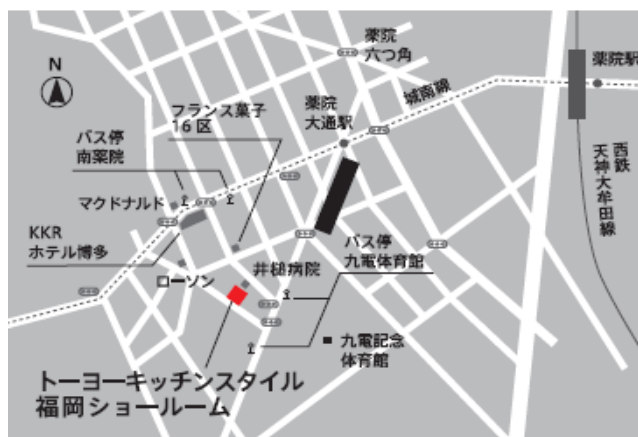 薬院
六つ角
薬院駅
N
フランス菓子
16区
薬院
大通駅
城南線
バス停
南薬院
西鉄
天神大牟田線
マクドナルド
KKR
ホテル博多
バス停
九電体育館
井槌病院
ローソン
九電記念
体育館
トーヨーキッチンスタイル
福岡ショールーム